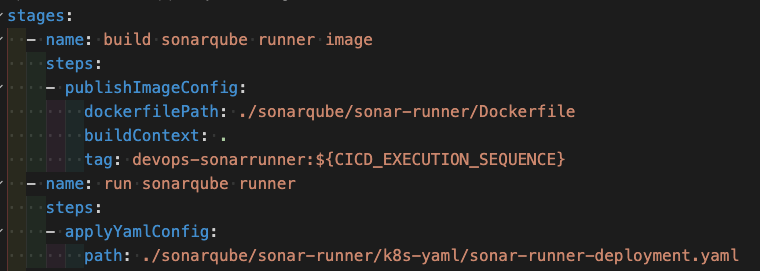 stages:
- name: build sonarqube runner image
steps:
- publishImageConfig:
dockerfilePath: ./sonarqube/sonar-runner/Dockerfile
buildContext: .
tag: devops-sonarrunner:${CICD_EXECUTION_SEQUENCE}
- name: run sonarqube runner
steps:
- applyYamlConfig:
path: ./sonarqube/sonar-runner/k8s-yaml/sonar-runner-deployment.yaml